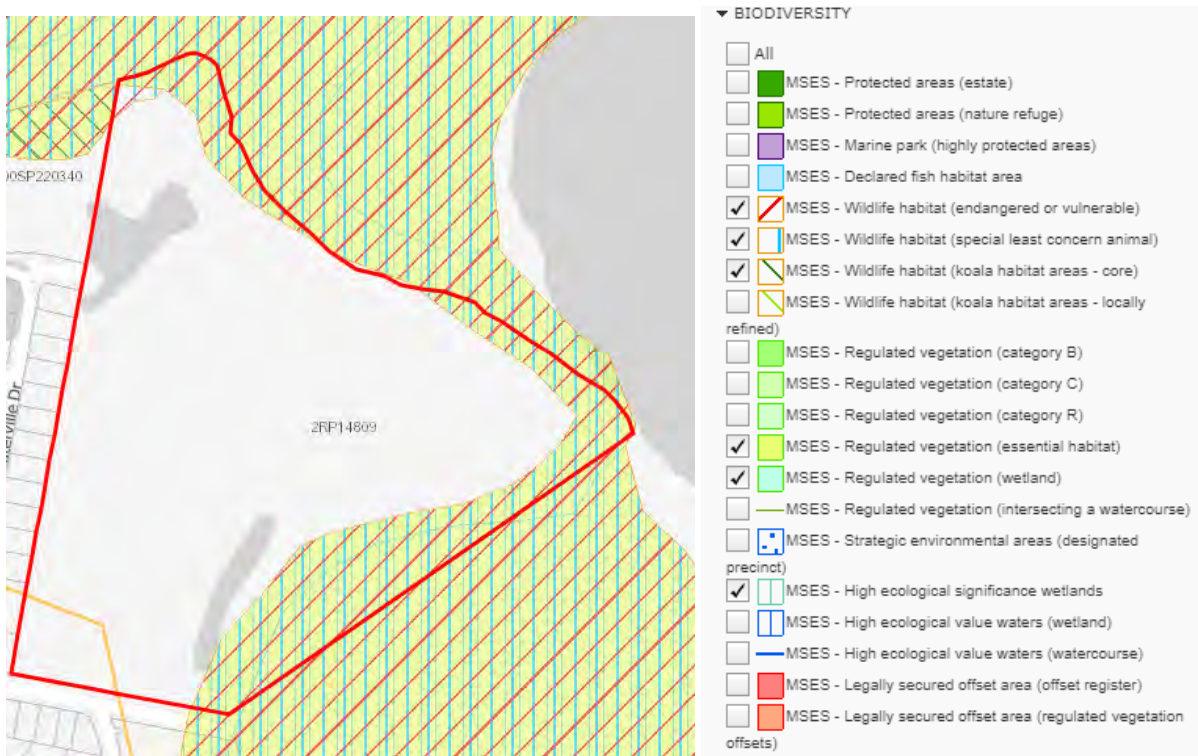 00SP220340
2RP14809
erville Dr
BIODIVERSITY
All
MSES - Protected areas (estate)
MSES - Protected areas (nature refuge)
MSES - Marine park (highly protected areas)
MSES - Declared fish habitat area
MSES - Wildlife habitat (endangered or vulnerable)
MSES - Wildlife habitat (special least concern animal)
MSES - Wildlife habitat (koala habitat areas - core)
MSES - Wildlife habitat (koala habitat areas - locally
refined)
MSES - Regulated vegetation (category B)
MSES - Regulated vegetation (category C)
MSES - Regulated vegetation (category R)
MSES - Regulated vegetation (essential habitat)
MSES - Regulated vegetation (wetland)
MSES - Regulated vegetation (intersecting a watercourse)
MSES - Strategic environmental areas (designated
precinct)
MSES - High ecological significance wetlands
MSES - High ecological value waters (wetland)
MSES - High ecological value waters (watercourse)
MSES - Legally secured offset area (offset register)
MSES - Legally secured offset area (regulated vegetation
offsets)